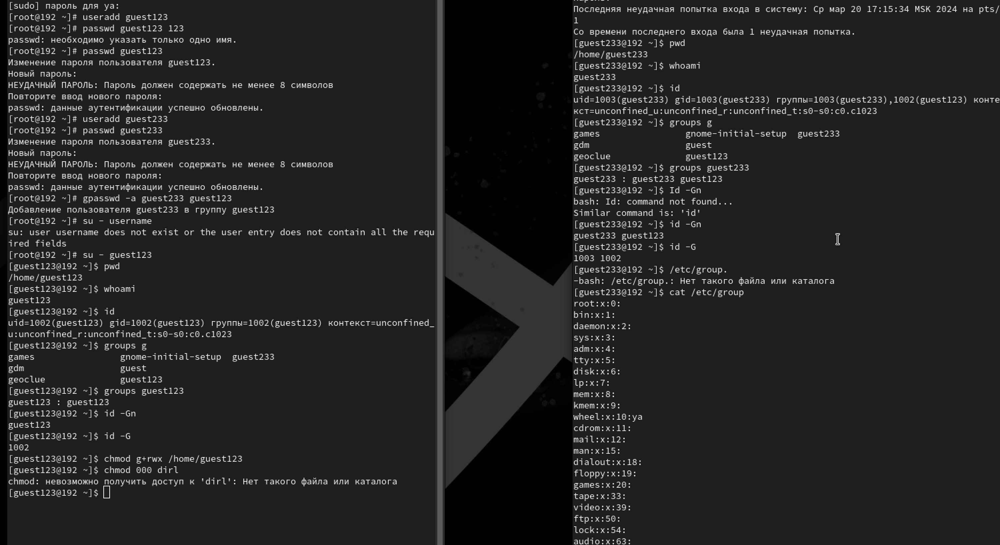 [sudo] пароль для ya:
[root@192 ~]# useradd guest123
[root@192 ~]# passwd guest123 123
passwd: необходимо указать только одно имя.
[root@192 ~]# passwd guest123
Изменение пароля пользователя guest123.
Новый пароль:
НЕУДАЧНЫЙ ПАРОЛЬ: Пароль должен содержать не менее 8 символов
Повторите ввод нового пароля:
passwd: данные аутентификации успешно обновлены.
[root@192 ~]# useradd guest233
[root@192 ~]# passwd guest233
Изменение пароля пользователя guest233.
Новый пароль:
НЕУДАЧНЫЙ ПАРОЛЬ: Пароль должен содержать не менее 8 символов
Повторите ввод нового пароля:
passwd: данные аутентификации успешно обновлены.
[root@192 ~]# gpasswd -a guest233 guest123
Добавление пользователя guest233 в группу guest123
[root@192 ~]# su - username
su: user username does not exist or the user entry does not contain all the requ
ired fields
[root@192 ~]# su - guest123
[guest123@192 ~]$ pwd
/home/guest123
[guest123@192 ~]$ whoami
guest123
[guest123@192 ~]$ id
uid=1002(guest123) gid=1002(guest123) группы=1002(guest123) контекст=unconfined_
u:unconfined_r:unconfined_t:s0-s0:c0.c1023
[guest123@192 ~]$ groups g
games gnome-initial-setup guest233
gdm guest
geoclue guest123
[guest123@192 ~]$ groups guest123
guest123 : guest123
[guest123@192 ~]$ id -Gn
guest123
[guest123@192 ~]$ id -G
1002
[guest123@192 ~]$ chmod g+rwx /home/guest123
[guest123@192 ~]$ chmod 000 dirl
chmod: невозможно получить доступ к 'dirl': Нет такого файла или каталога
[guest123@192 ~]$
Последняя неудачная попытка входа в систему: Ср мар 20 17:15:34 MSK 2024 на pts/
1
Со времени последнего входа была 1 неудачная попытка.
[guest233@192 ~]$ pwd
/home/guest233
[guest233@192 ~]$ whoami
guest233
[guest233@192 ~]$ id
uid=1003(guest233) gid=1003(guest233) группы=1003(guest233),1002(guest123) конте
кст=unconfined_u:unconfined_r:unconfined_t:s0-s0:c0.c1023
[guest233@192 ~]$ groups g
games gnome-initial-setup guest233
gdm guest
geoclue guest123
[guest233@192 ~]$ groups guest233
guest233 : guest233 guest123
[guest233@192 ~]$ Id -Gn
bash: Id: command not found...
Similar command is: 'id'
[guest233@192 ~]$ id -Gn
guest233 guest123
[guest233@192 ~]$ id -G
1003 1002
[guest233@192 ~]$ /etc/group.
-bash: /etc/group.: Нет такого файла или каталога
[guest233@192 ~]$ cat /etc/group
root:x:0:
bin:x:1:
daemon:x:2:
sys:x:3:
adm:x:4:
tty:x:5:
disk:x:6:
lp:x:7:
mem:x:8:
kmem:x:9:
wheel:x:10:ya
cdrom:x:11:
mail:x:12:
man:x:15:
dialout:x:18:
floppy:x:19:
games:x:20:
tape:x:33:
video:x:39:
ftp:x:50:
lock:x:54:
audio:x:63: